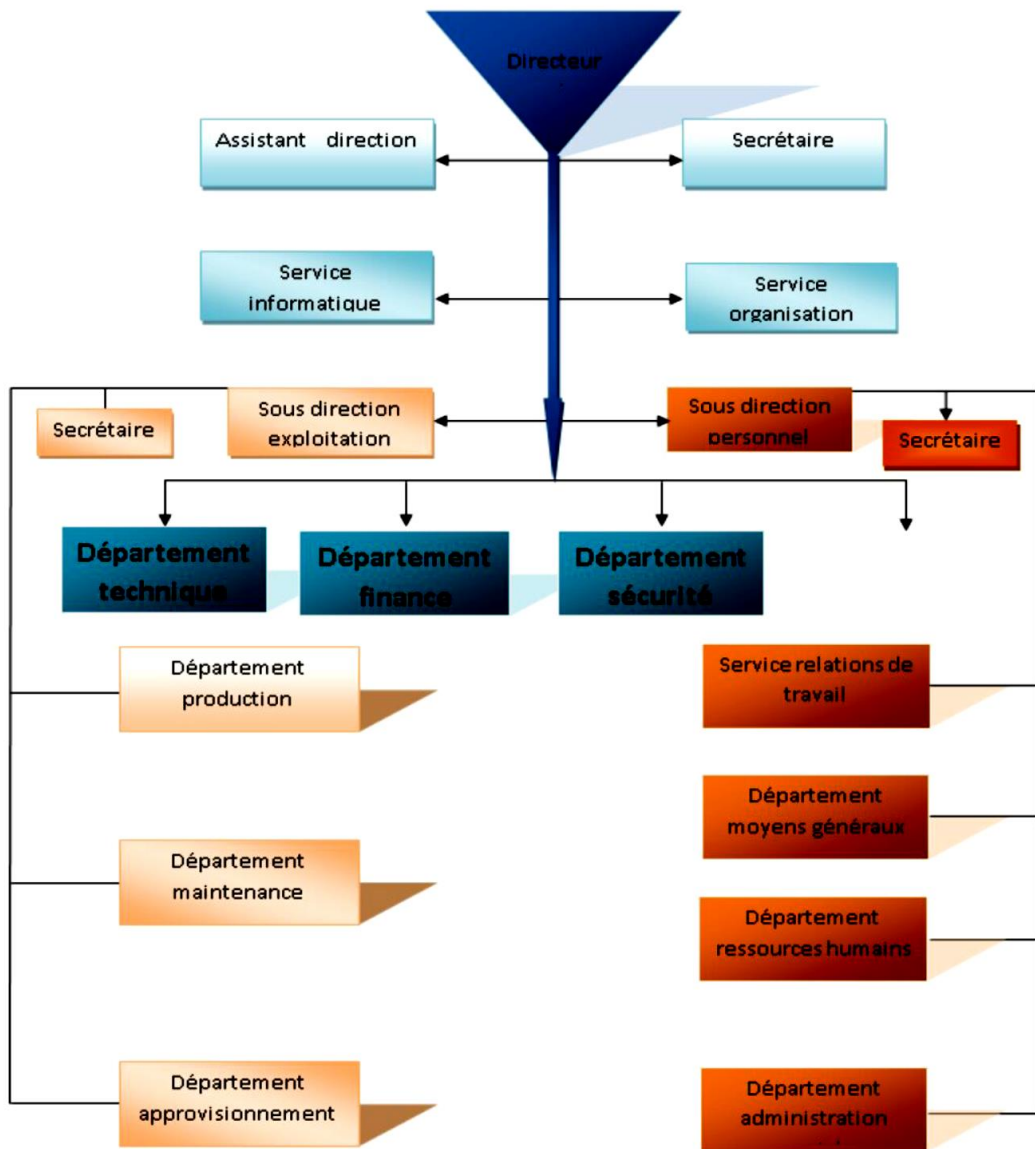 Directeur
Assistant direction
Secrétaire
Service
informatique
Service
organisation
Secrétaire
Sous direction
exploitation
Sous direction
personnel
Secrétaire
Département
technique
Département
finance
Département
sécurité
Département
production
Service relations de
travail
Département
moyens généraux
Département
maintenance
Département
ressources humains
Département
approvisionnement
Département
administration